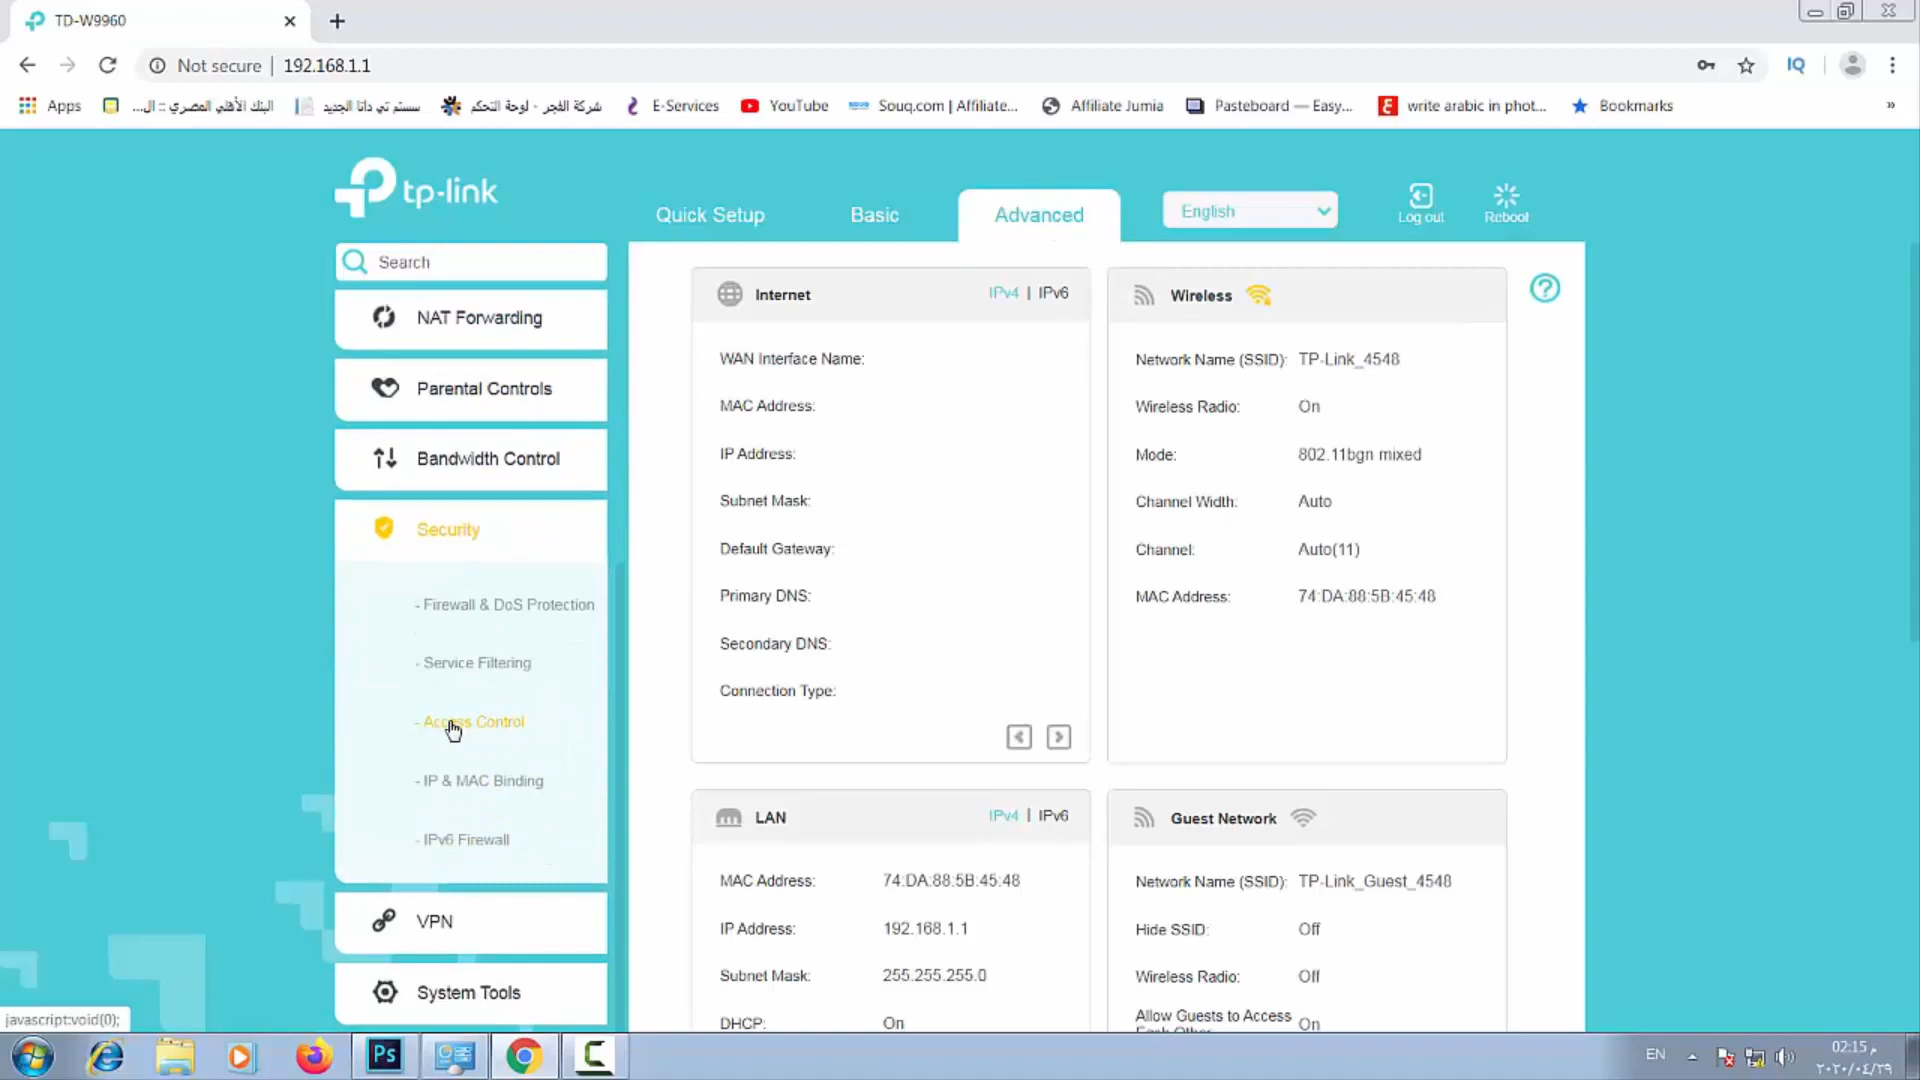 TD-W9960
Not secure | 192.168.1.1
IQ
Apps
البنك الأهلي المصري :: ال...
سستم تي داتا الجديد
شركة الفجر - لوحة التحكم
E-Services
YouTube
Souq.com | Affiliate...
Affiliate Jumia
Pasteboard — Easy...
write arabic in phot...
Bookmarks
»
tp-link
Quick Setup
Basic
Advanced
English
Log out
Reboot
Search
NAT Forwarding
Parental Controls
Bandwidth Control
Security
- Firewall & DoS Protection
- Service Filtering
- Access Control
- IP & MAC Binding
- IPv6 Firewall
VPN
System Tools
Internet
IPv4 | IPv6
WAN Interface Name:
MAC Address:
IP Address:
Subnet Mask:
Default Gateway:
Primary DNS:
Secondary DNS:
Connection Type:
Wireless
Network Name (SSID): TP-Link_4548
Wireless Radio: On
Mode: 802.11bgn mixed
Channel Width: Auto
Channel: Auto(11)
MAC Address: 74:DA:88:5B:45:48
LAN
IPv4 | IPv6
MAC Address: 74:DA:88:5B:45:48
IP Address: 192.168.1.1
Subnet Mask: 255.255.255.0
DHCP: On
Guest Network
Network Name (SSID): TP-Link_Guest_4548
Hide SSID: Off
Wireless Radio: Off
Allow Guests to Access On
Each Other:
javascript:void(0);
Ps
EN
02:15 م
٢٠٢٠/٠٤/٢٩